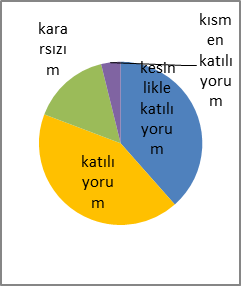 kısm
en
katılı
yoru
m
kesin
likle
katılı
yoru
m
katılı
yoru
m
kara
rsızı
m